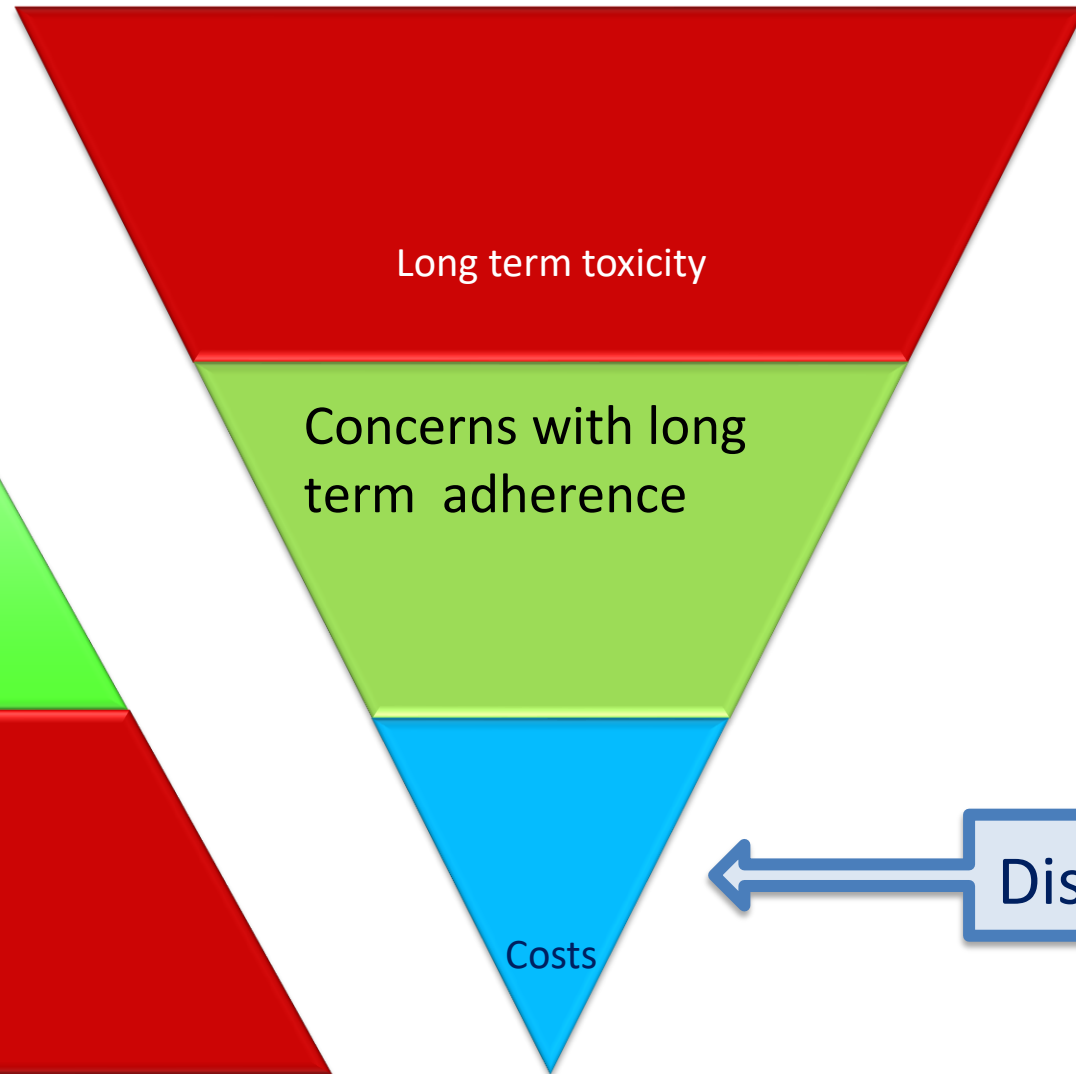 Long term toxicity
Concerns with long
term  adherence
Dis
Costs